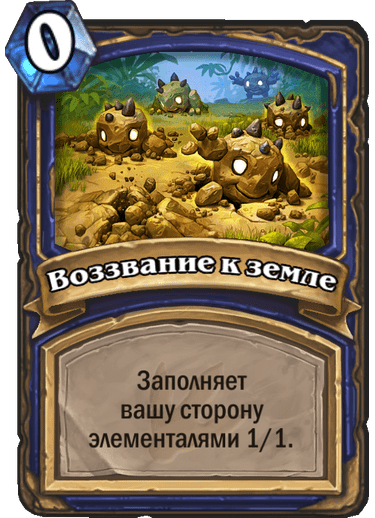 0
Воззвание к земле
Заполняет
вашу сторону
элементалями 1/1.